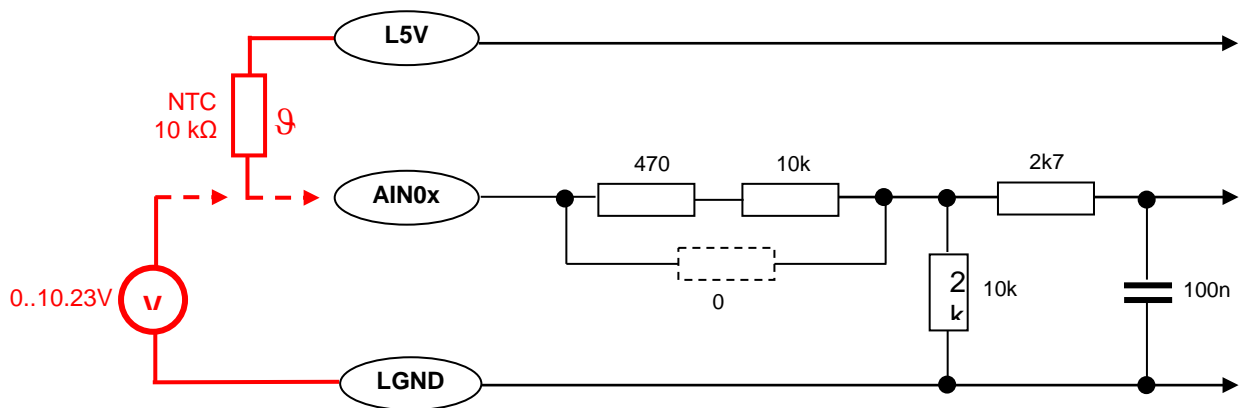 L5V
NTC
10 kΩ
ϑ
470
10k
2k7
AIN0x
0..10.23V
V
0
2
k
10k
100n
LGND